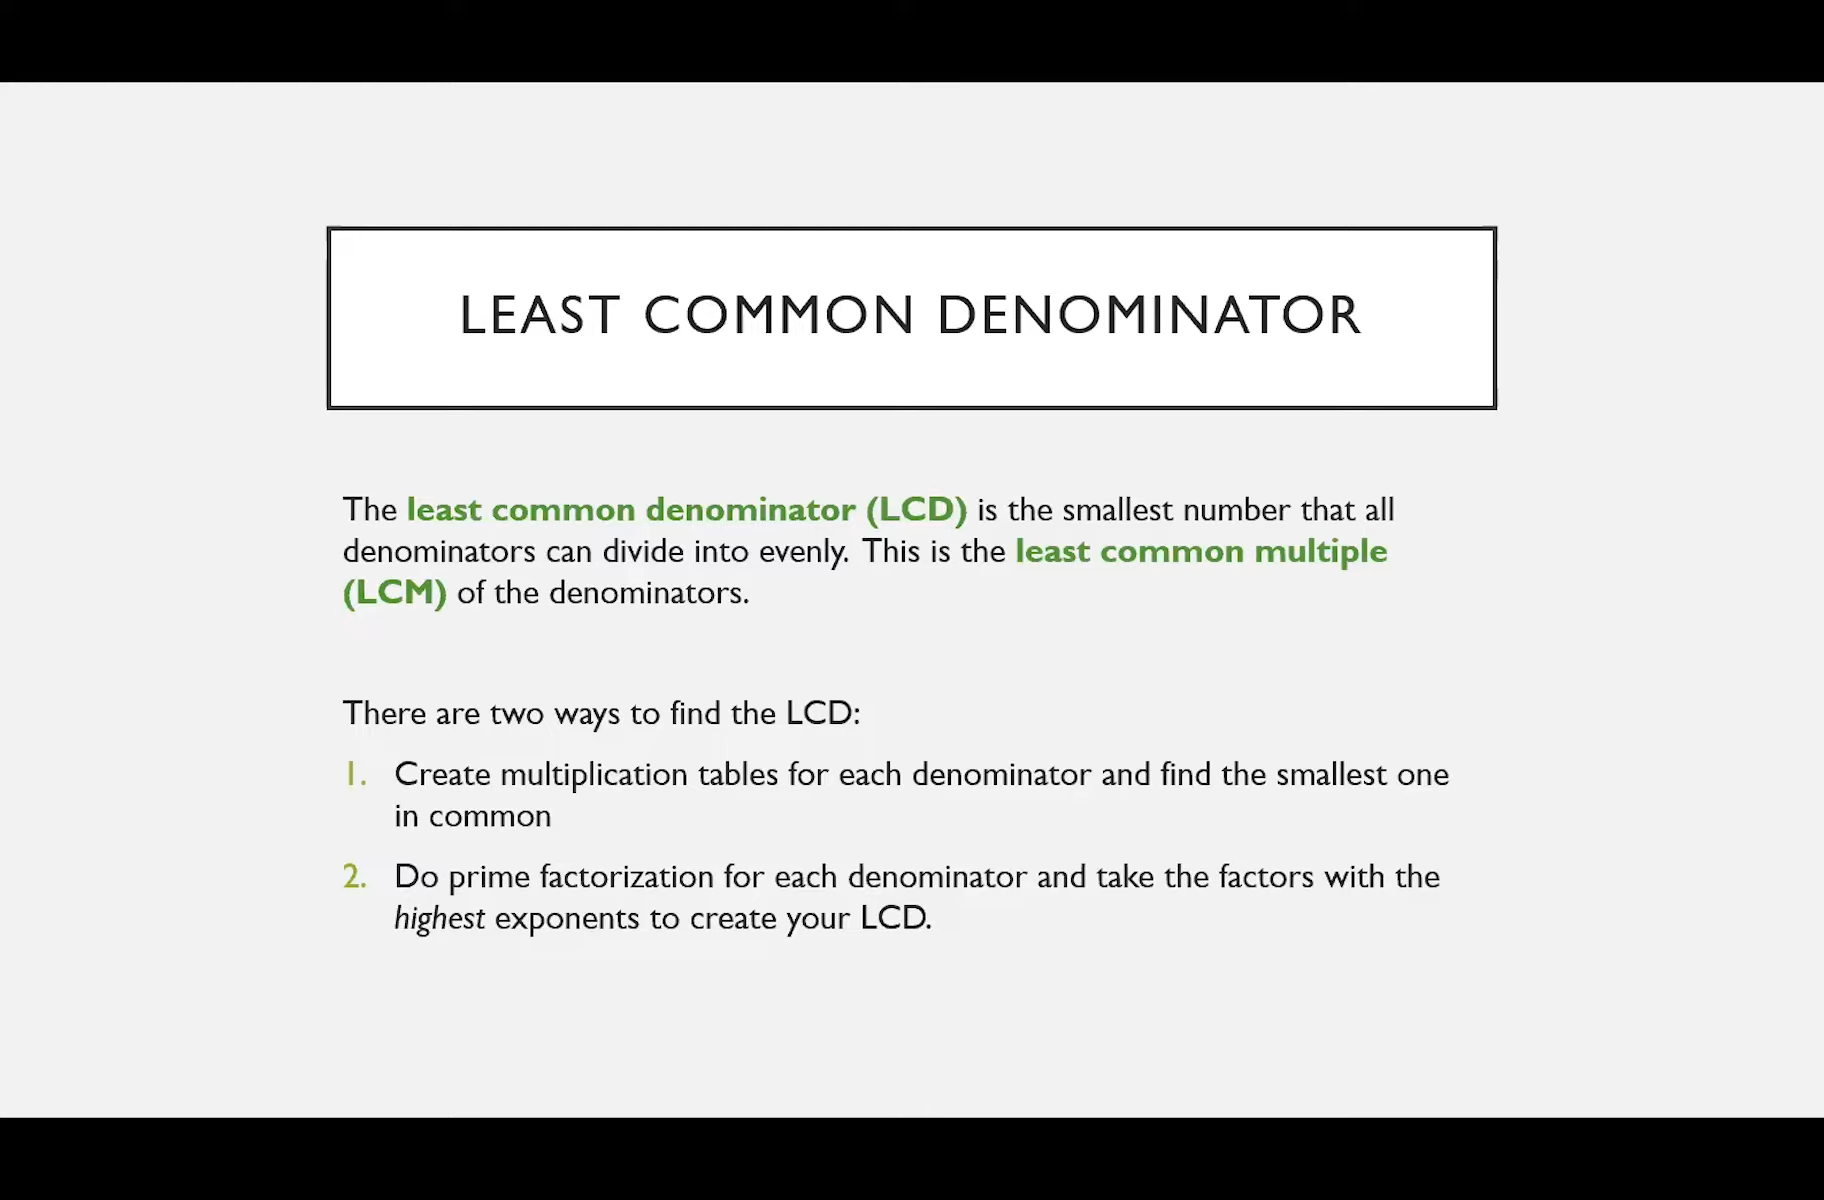 LEAST COMMON DENOMINATOR
The least common denominator (LCD) is the smallest number that all
denominators can divide into evenly. This is the least common multiple
(LCM) of the denominators.
There are two ways to find the LCD:
1. Create multiplication tables for each denominator and find the smallest one
in common
2. Do prime factorization for each denominator and take the factors with the
highest exponents to create your LCD.